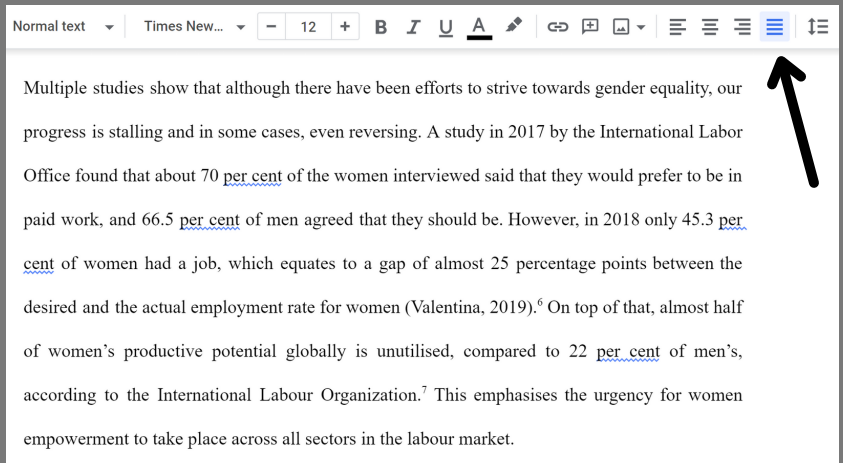 Normal text Times New... − 12 + B I U A
Multiple studies show that although there have been efforts to strive towards gender equality, our
progress is stalling and in some cases, even reversing. A study in 2017 by the International Labor
Office found that about 70 per cent of the women interviewed said that they would prefer to be in
paid work, and 66.5 per cent of men agreed that they should be. However, in 2018 only 45.3 per
cent of women had a job, which equates to a gap of almost 25 percentage points between the
desired and the actual employment rate for women (Valentina, 2019).⁶ On top of that, almost half
of women’s productive potential globally is unutilised, compared to 22 per cent of men’s,
according to the International Labour Organization.⁷ This emphasises the urgency for women
empowerment to take place across all sectors in the labour market.